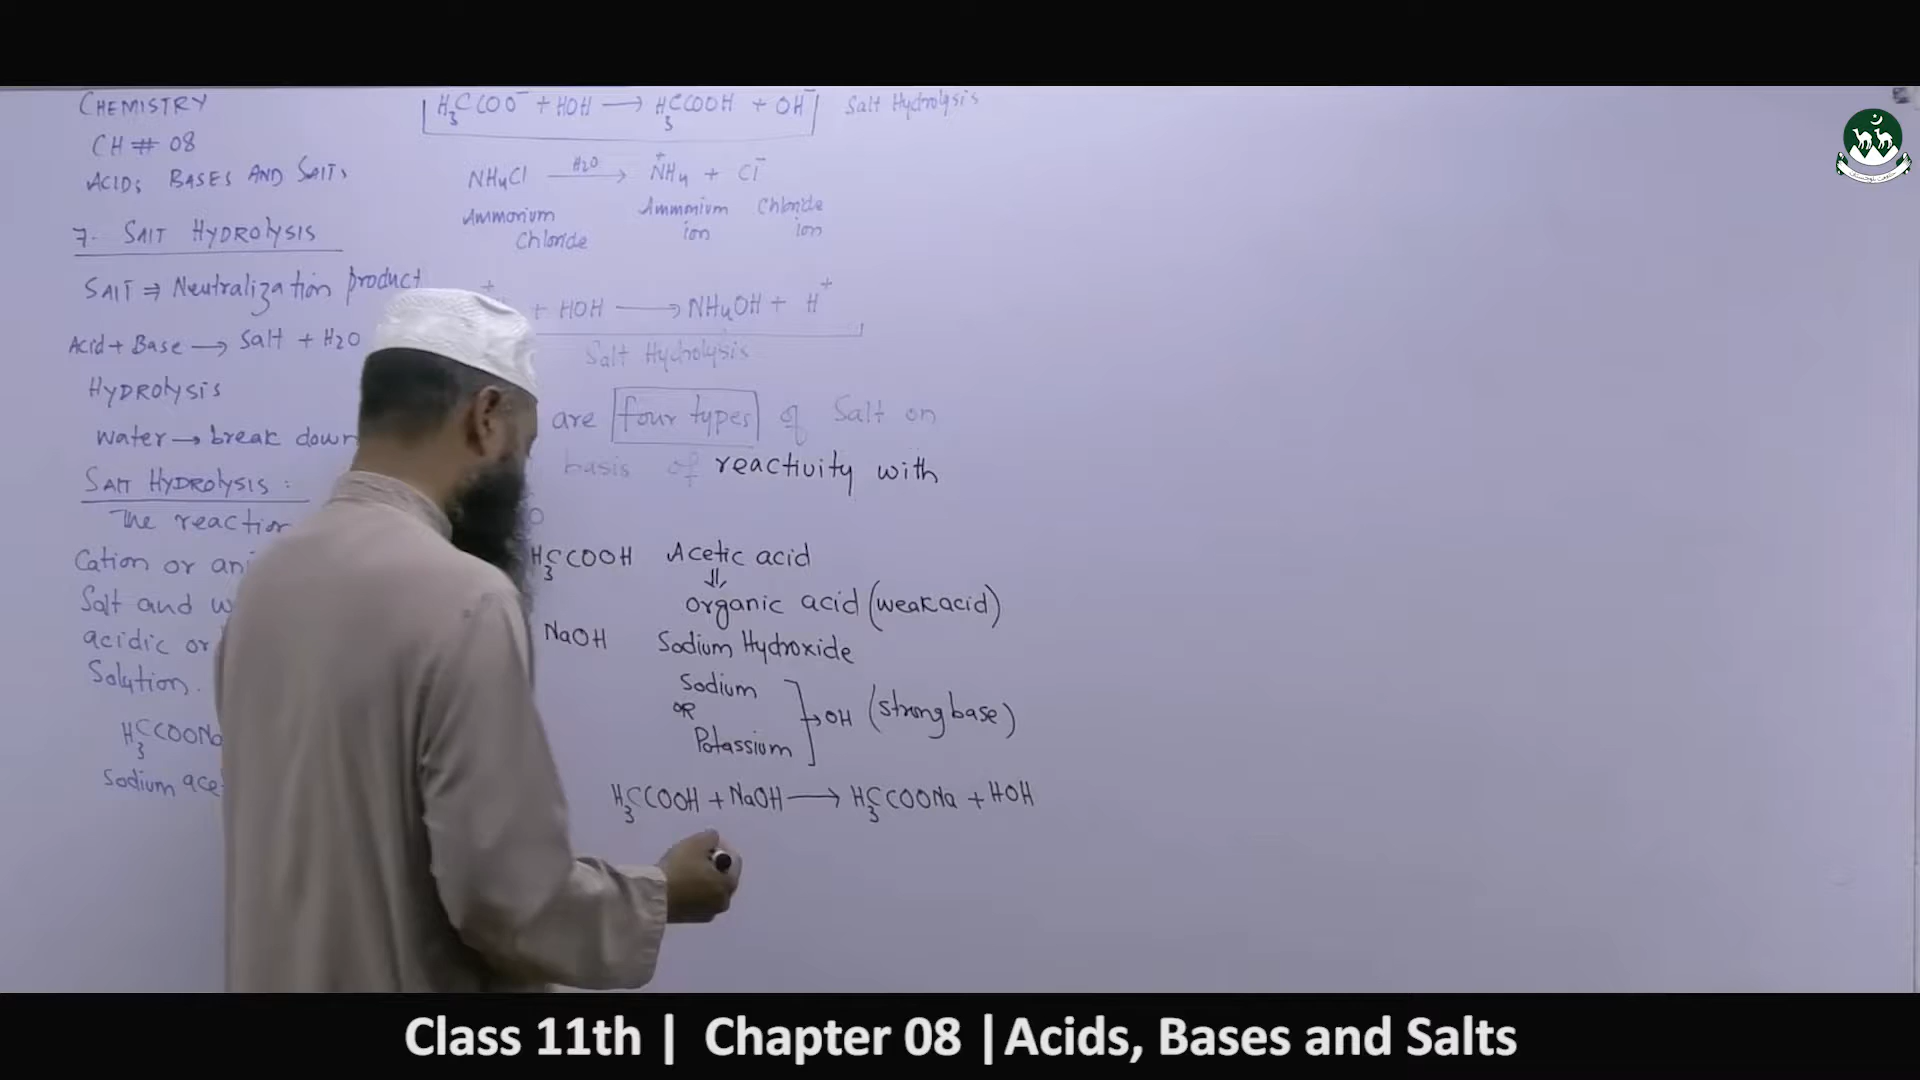 CHEMISTRY
CH # 08
ACIDS BASES AND SALTS
7. SALT HYDROLYSIS
SALT ⇒ Neutralization product
Acid + Base → Salt + H2O
HYDROLYSIS
Water → break down
SALT HYDROLYSIS :
The reaction
Cation or
Salt and
acidic or
Solution.
H3CCOONa
Sodium
H3CCOO⁻ + HOH → H3CCOOH + OH⁻ Salt Hydrolysis
NH4Cl H2O → N⁺H4 + Cl⁻
Ammonium Chloride Ammonium ion Chloride ion
+ HOH → NH4OH + H⁺
Salt Hydrolysis
are four types of Salt on
basis of reactivity with
H3CCOOH Acetic acid
⇓
organic acid (weak acid)
NaOH Sodium Hydroxide
Sodium
OR
Potassium
→ OH (strong base)
H3CCOOH + NaOH → H3CCOONa + HOH
Class 11th | Chapter 08 | Acids, Bases and Salts